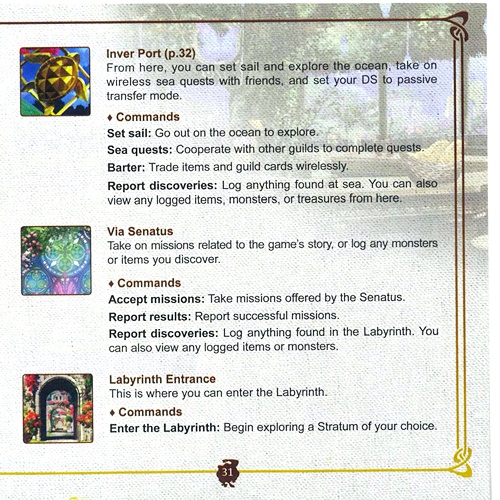 Inver Port (p.32)
From here, you can set sail and explore the ocean, take on
wireless sea quests with friends, and set your DS to passive
transfer mode.
♦ Commands
Set sail: Go out on the ocean to explore.
Sea quests: Cooperate with other guilds to complete quests.
Barter: Trade items and guild cards wirelessly.
Report discoveries: Log anything found at sea. You can also
view any logged items, monsters, or treasures from here.
Via Senatus
Take on missions related to the game's story, or log any monsters
or items you discover.
♦ Commands
Accept missions: Take missions offered by the Senatus.
Report results: Report successful missions.
Report discoveries: Log anything found in the Labyrinth. You
can also view any logged items or monsters.
Labyrinth Entrance
This is where you can enter the Labyrinth.
♦ Commands
Enter the Labyrinth: Begin exploring a Stratum of your choice.
31